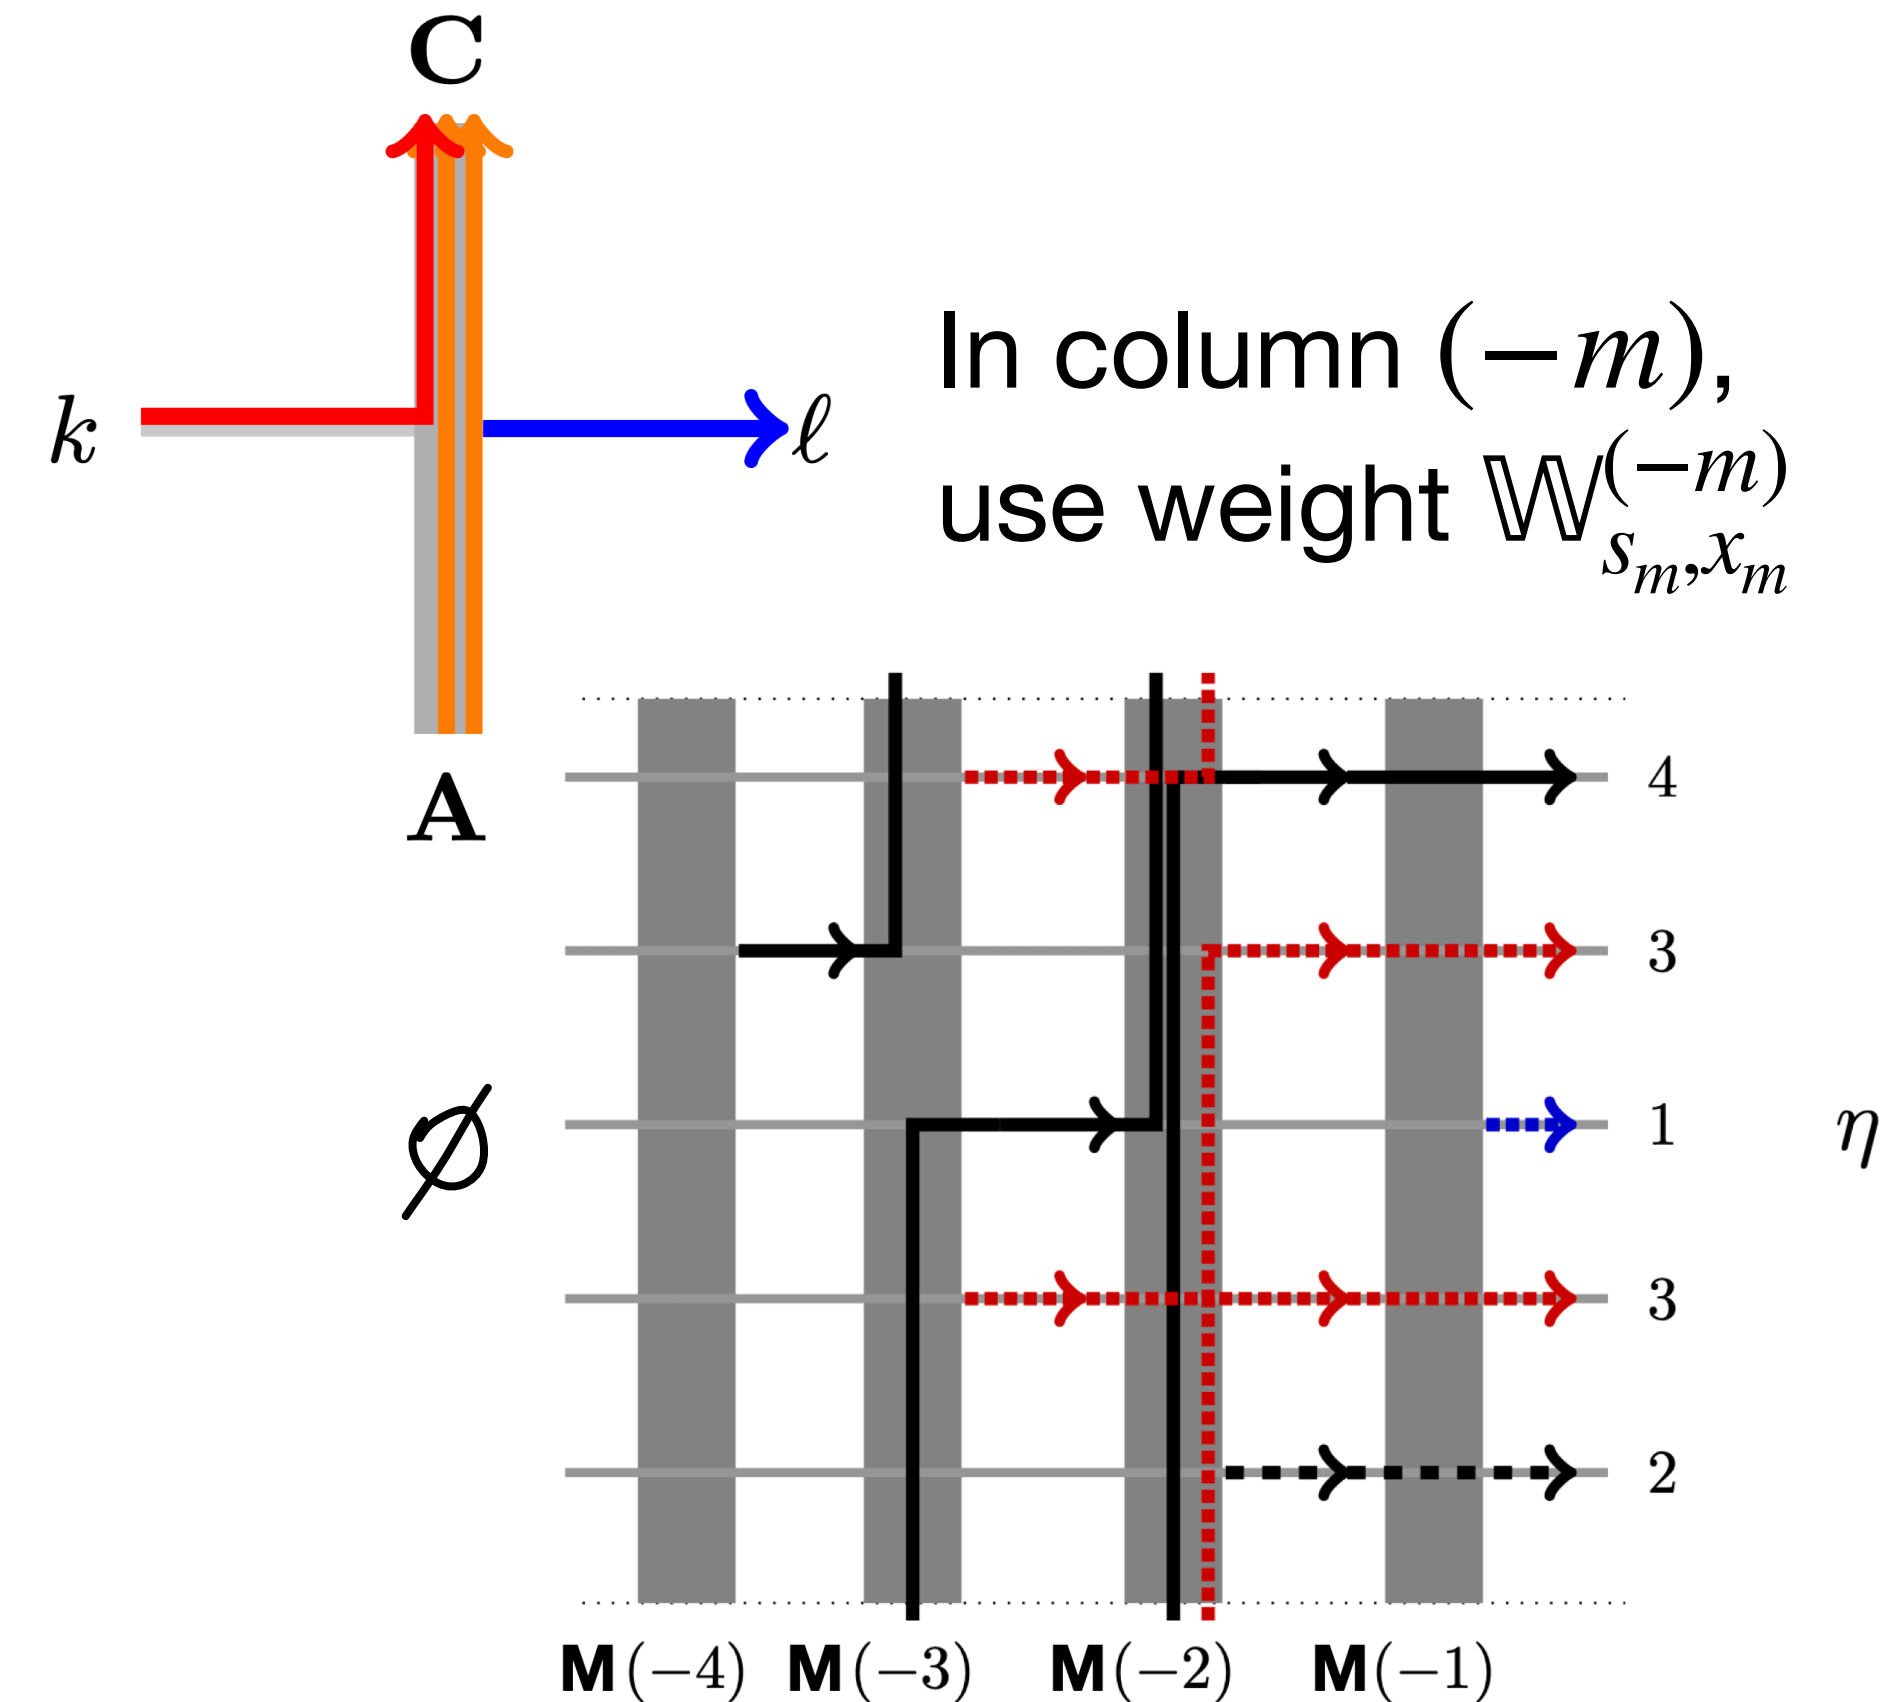 C
k
ℓ
In column (−m),
use weight 𝕎^{(−m)}_{s_m,x_m}
A
4
3
∅
1
η
3
2
M(−4) M(−3) M(−2) M(−1)